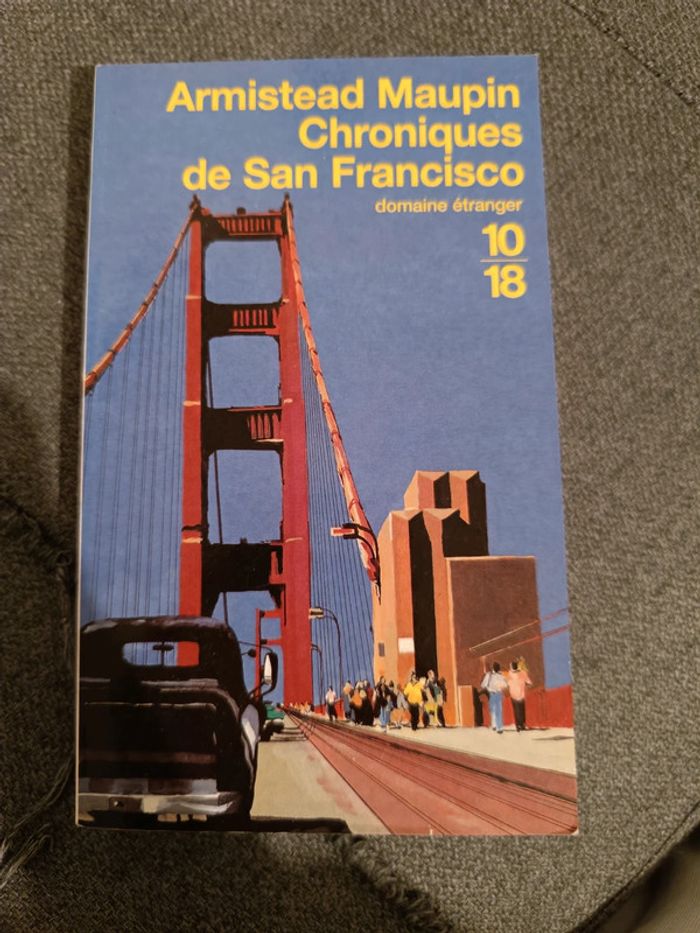 Armistead Maupin
Chroniques
de San Francisco
domaine étranger
10
18